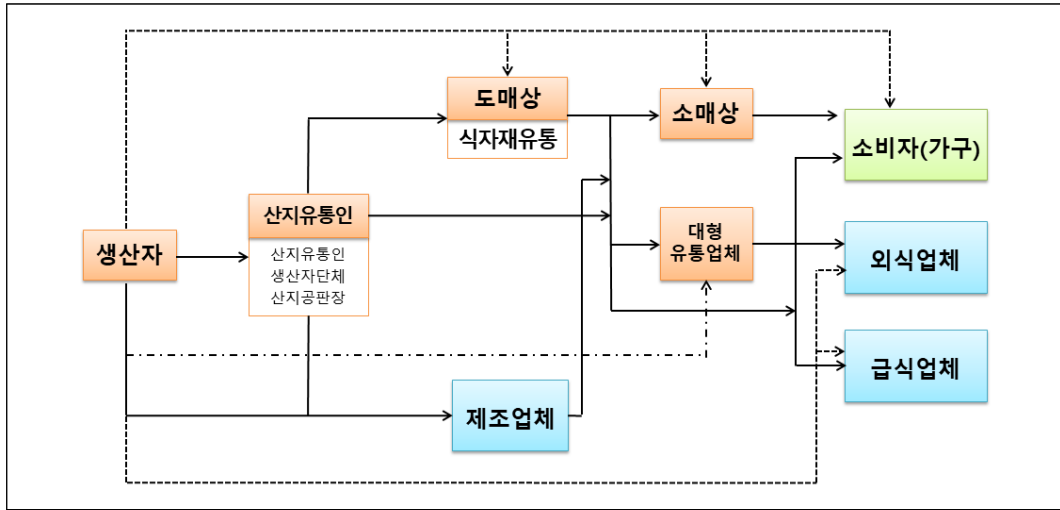 도매상
식자재유통
소매상
소비자(가구)
산지유통인
산지유통인
생산자단체
산지공판장
생산자
대형
유통업체
외식업체
급식업체
제조업체